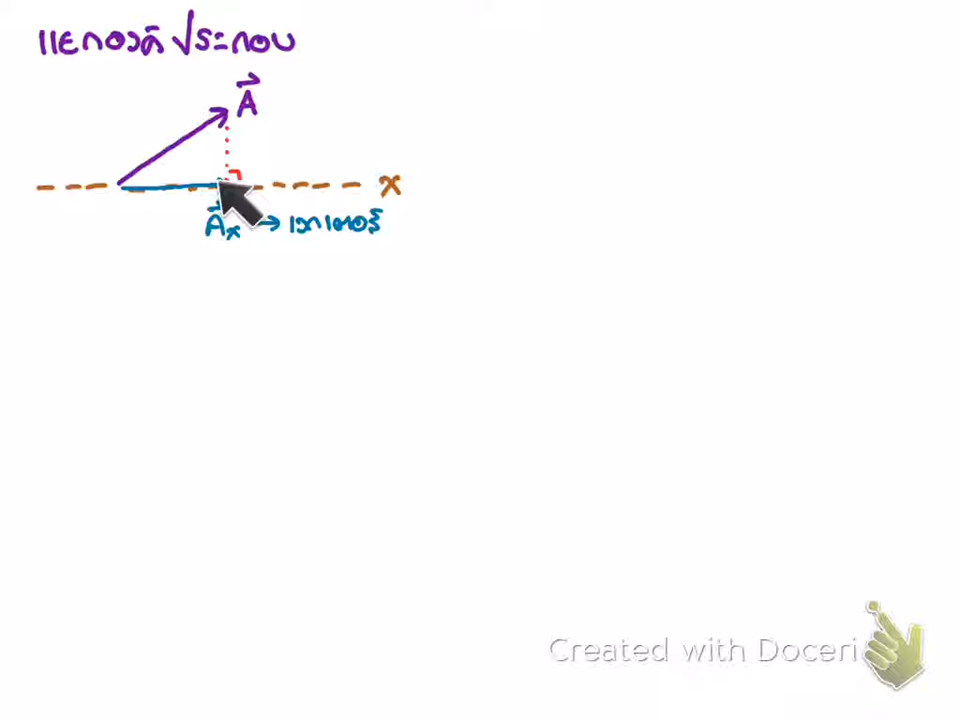 แยกองค์ประกอบ
A
x
Ax → เวกเตอร์
Created with Doceri